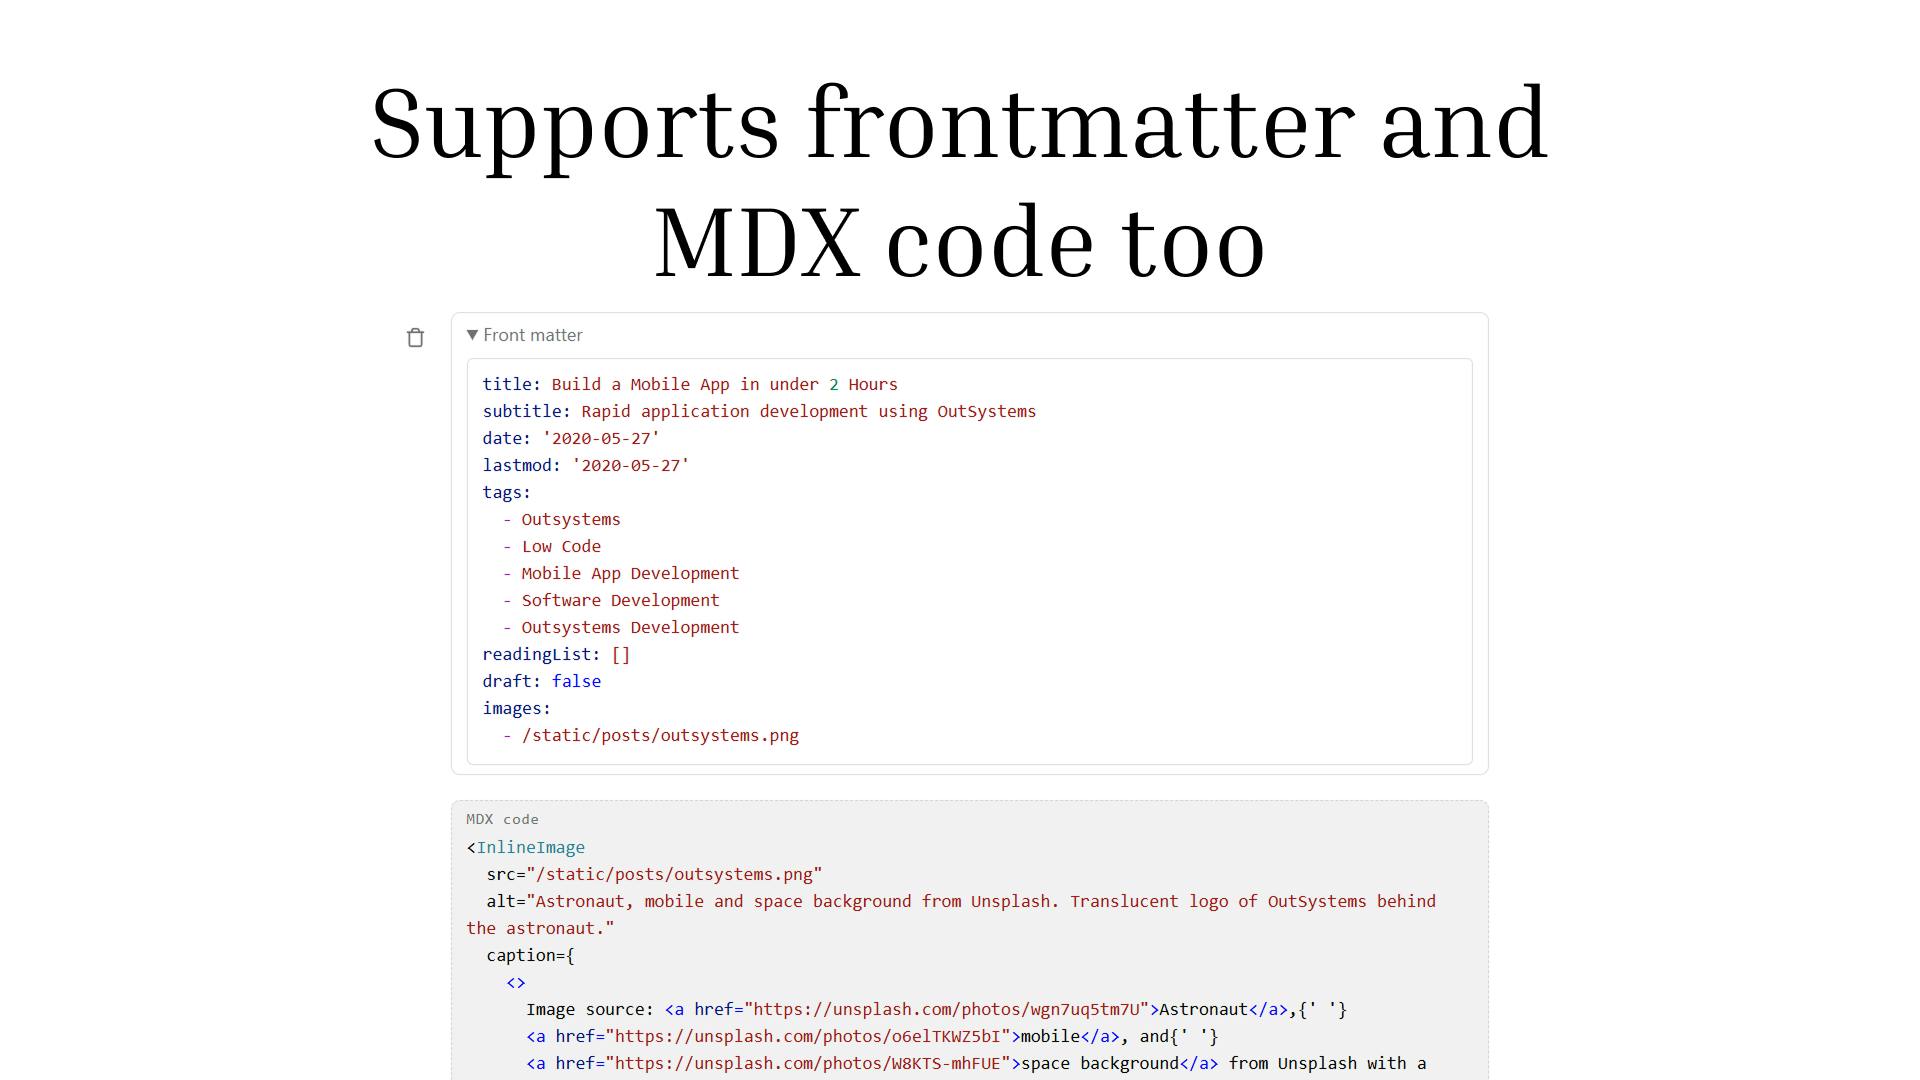 Supports frontmatter and
MDX code too
▼ Front matter
title: Build a Mobile App in under 2 Hours
subtitle: Rapid application development using OutSystems
date: '2020-05-27'
lastmod: '2020-05-27'
tags:
  - Outsystems
  - Low Code
  - Mobile App Development
  - Software Development
  - Outsystems Development
readingList: []
draft: false
images:
  - /static/posts/outsystems.png
MDX code
<InlineImage
  src="/static/posts/outsystems.png"
  alt="Astronaut, mobile and space background from Unsplash. Translucent logo of OutSystems behind
the astronaut."
  caption={
    <>
      Image source: <a href="https://unsplash.com/photos/wgn7uq5tm7U">Astronaut</a>,{' '}
      <a href="https://unsplash.com/photos/o6elTKWZ5bI">mobile</a>, and{' '}
      <a href="https://unsplash.com/photos/W8KTS-mhFUE">space background</a> from Unsplash with a